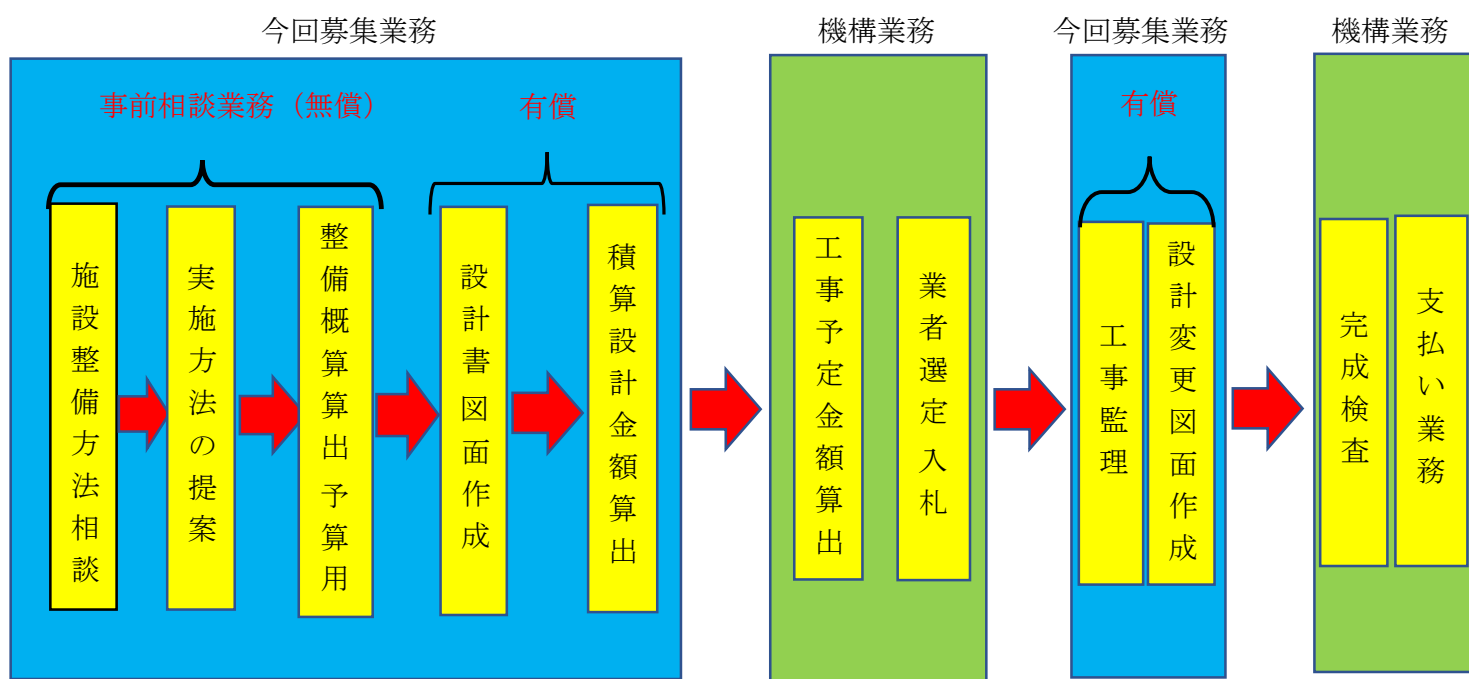 今回募集業務
機構業務
今回募集業務
機構業務
事前相談業務（無償）
有償
有償
施設整備方法相談
実施方法の提案
整備概算算出 予算用
設計書図面作成
積算設計金額算出
工事予定金額算出
業者選定 入札
工事監理
設計変更図面作成
完成検査
支払い業務